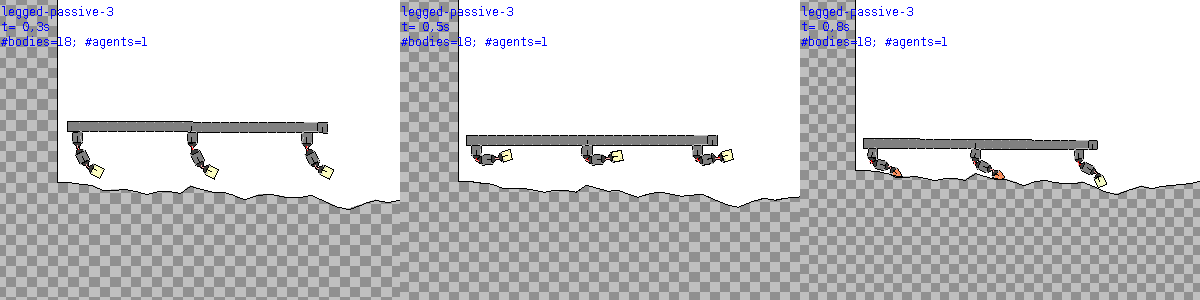 legged-passive-3
t= 0,3s
#bodies=18; #agents=1
legged-passive-3
t= 0,5s
#bodies=18; #agents=1
legged-passive-3
t= 0,8s
#bodies=18; #agents=1